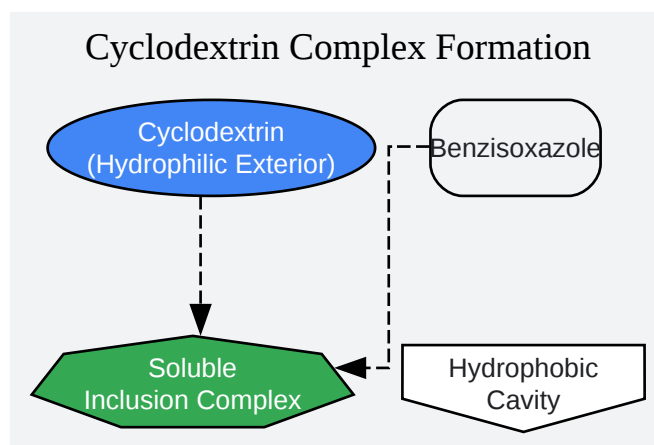 Cyclodextrin Complex Formation
Cyclodextrin
(Hydrophilic Exterior)
Benzisoxazole
Soluble
Inclusion Complex
Hydrophobic
Cavity